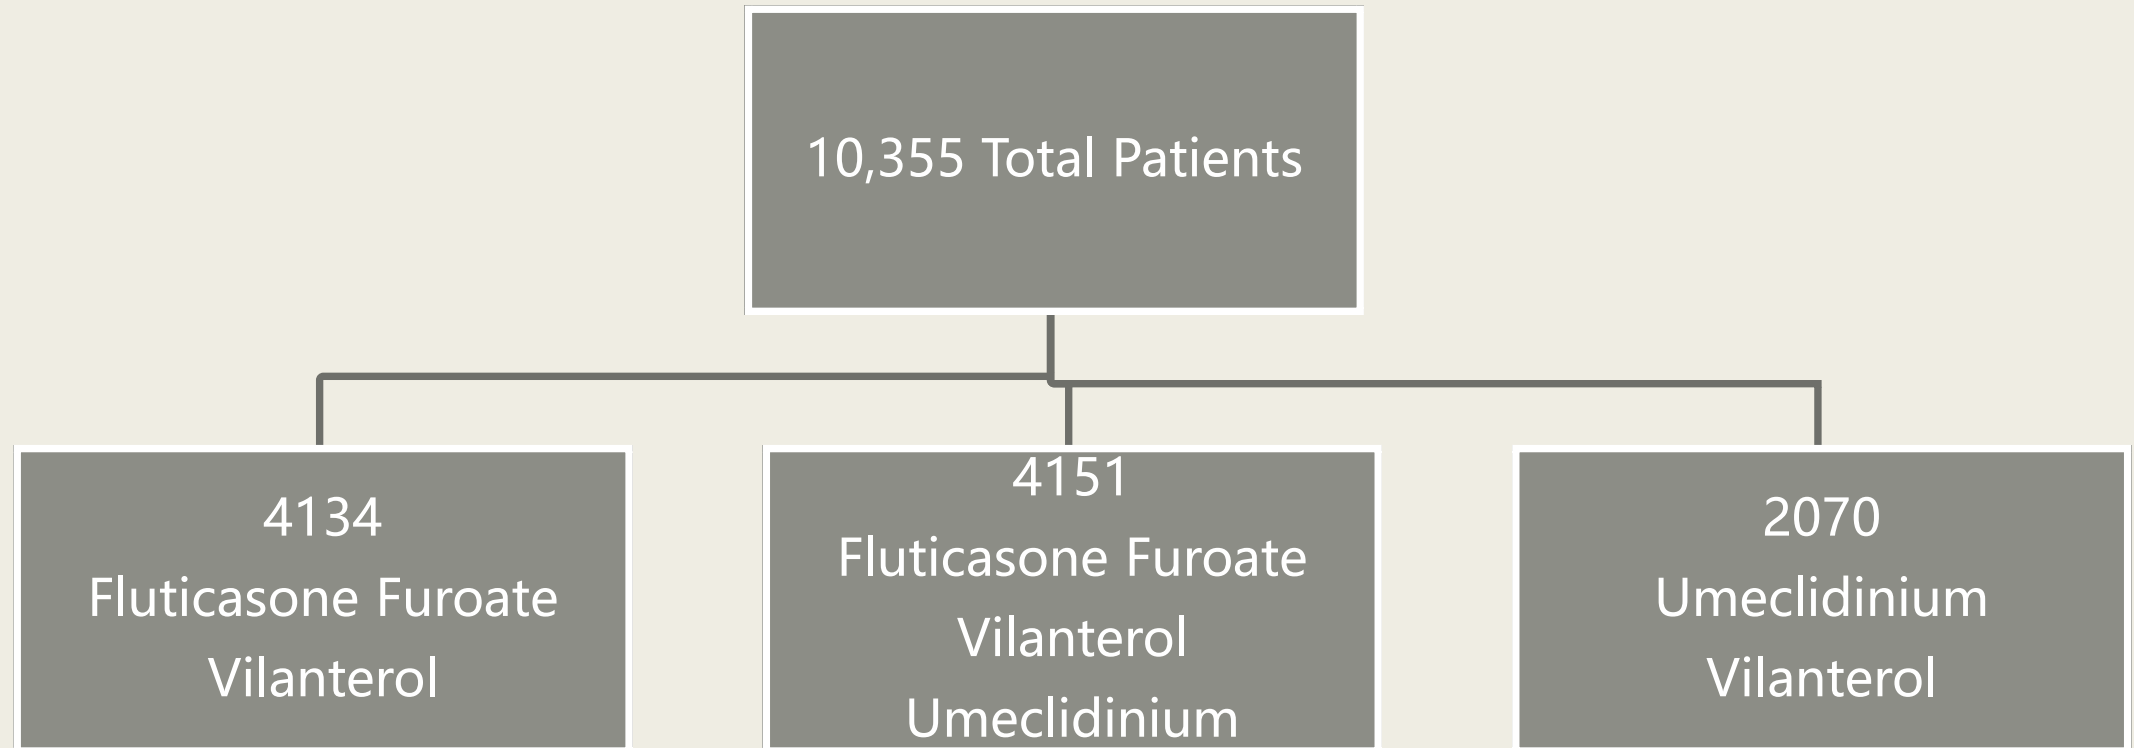 10,355 Total Patients
4134
Fluticasone Furoate
Vilanterol
4151
Fluticasone Furoate
Vilanterol
Umeclidinium
2070
Umeclidinium
Vilanterol